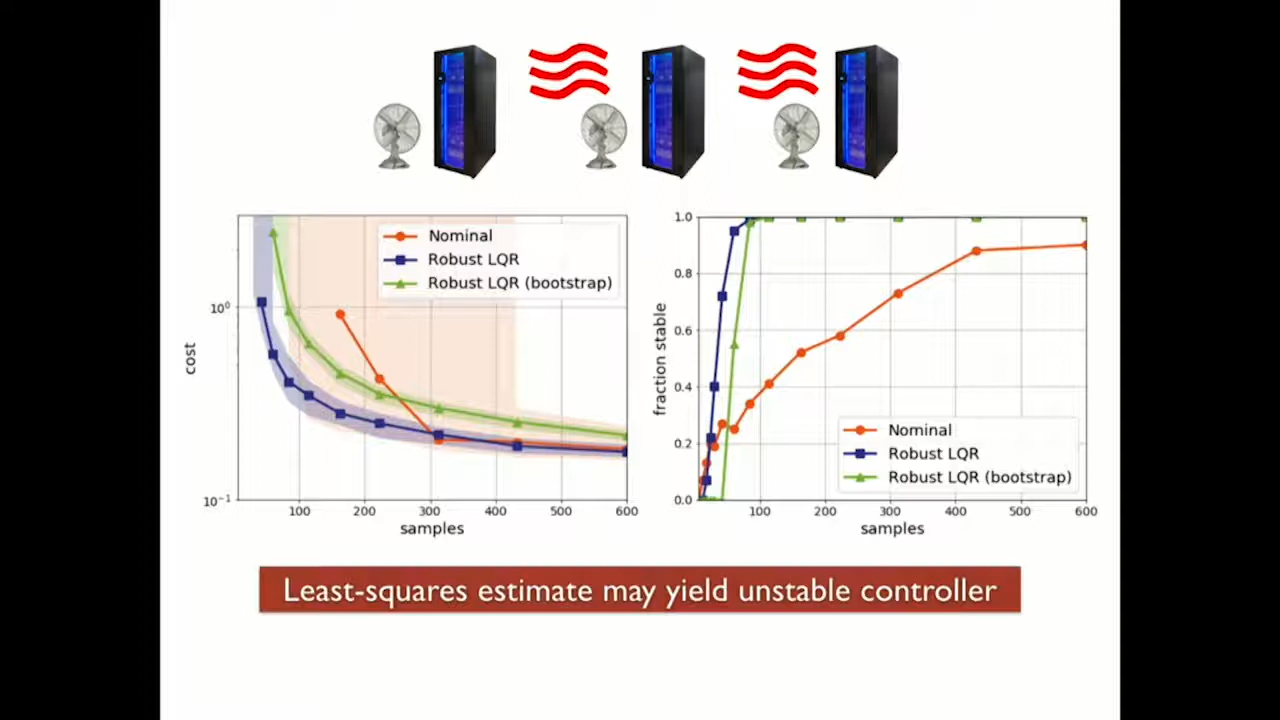 Nominal
Robust LQR
Robust LQR (bootstrap)
10⁰
10⁻¹
cost
100 200 300 400 500 600
samples
1.0
0.8
0.6
0.4
0.2
0.0
fraction stable
Nominal
Robust LQR
Robust LQR (bootstrap)
100 200 300 400 500 600
samples
Least-squares estimate may yield unstable controller